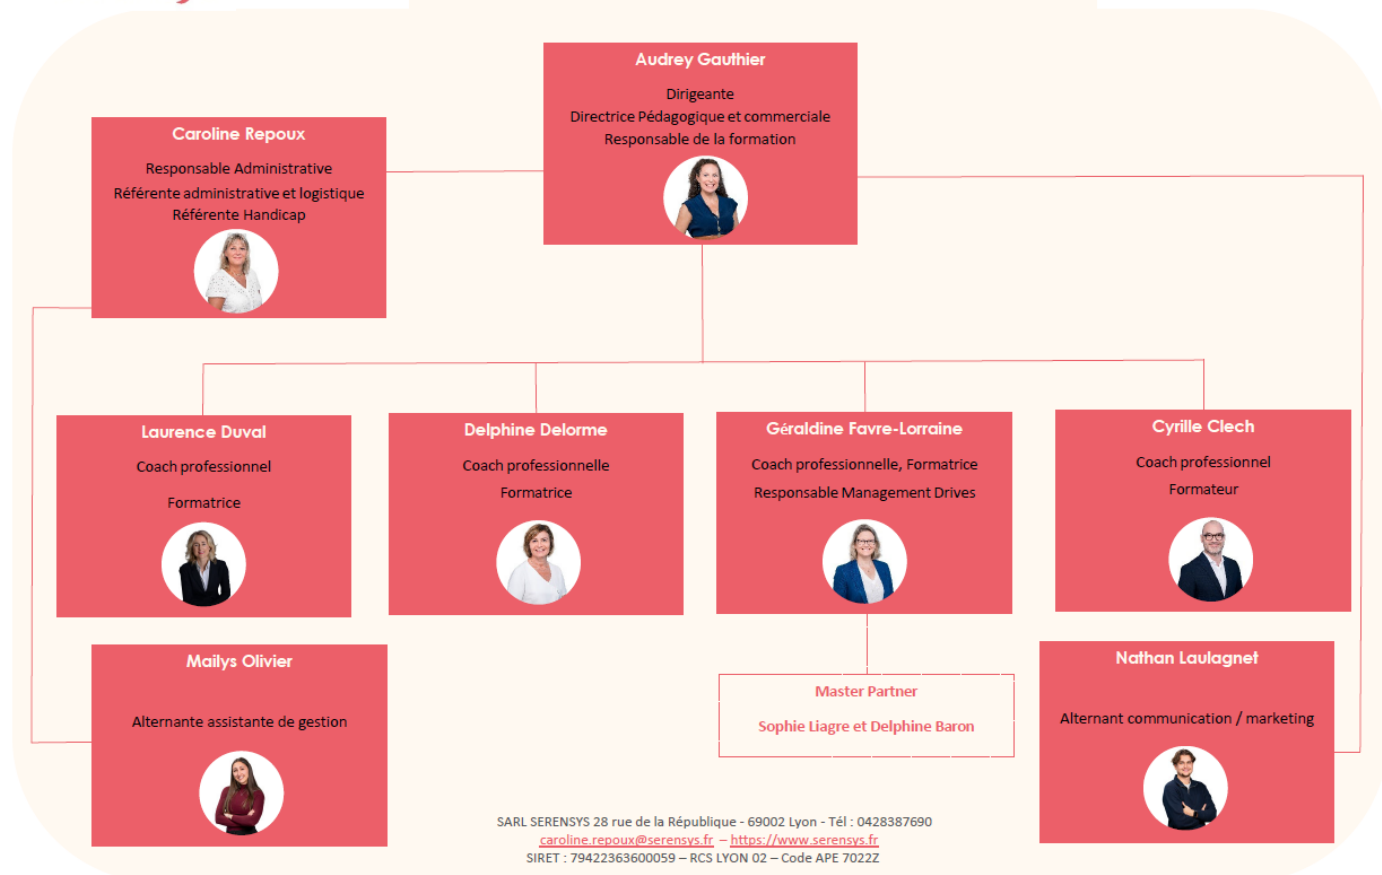 Audrey Gauthier
Dirigeante
Directrice Pédagogique et commerciale
Responsable de la formation
Caroline Repoux
Responsable Administrative
Référente administrative et logistique
Référente Handicap
Laurence Duval
Coach professionnel
Formatrice
Delphine Delorme
Coach professionnelle
Formatrice
Géraldine Favre-Lorraine
Coach professionnelle, Formatrice
Responsable Management Drives
Cyrille Clech
Coach professionnel
Formateur
Mailys Olivier
Alternante assistante de gestion
Master Partner
Sophie Liagre et Delphine Baron
Nathan Laulagnet
Alternant communication / marketing
SARL SERENSYS 28 rue de la République - 69002 Lyon - Tél : 0428387690
caroline.repoux@serensys.fr – https://www.serensys.fr
SIRET : 79422363600059 – RCS LYON 02 – Code APE 7022Z